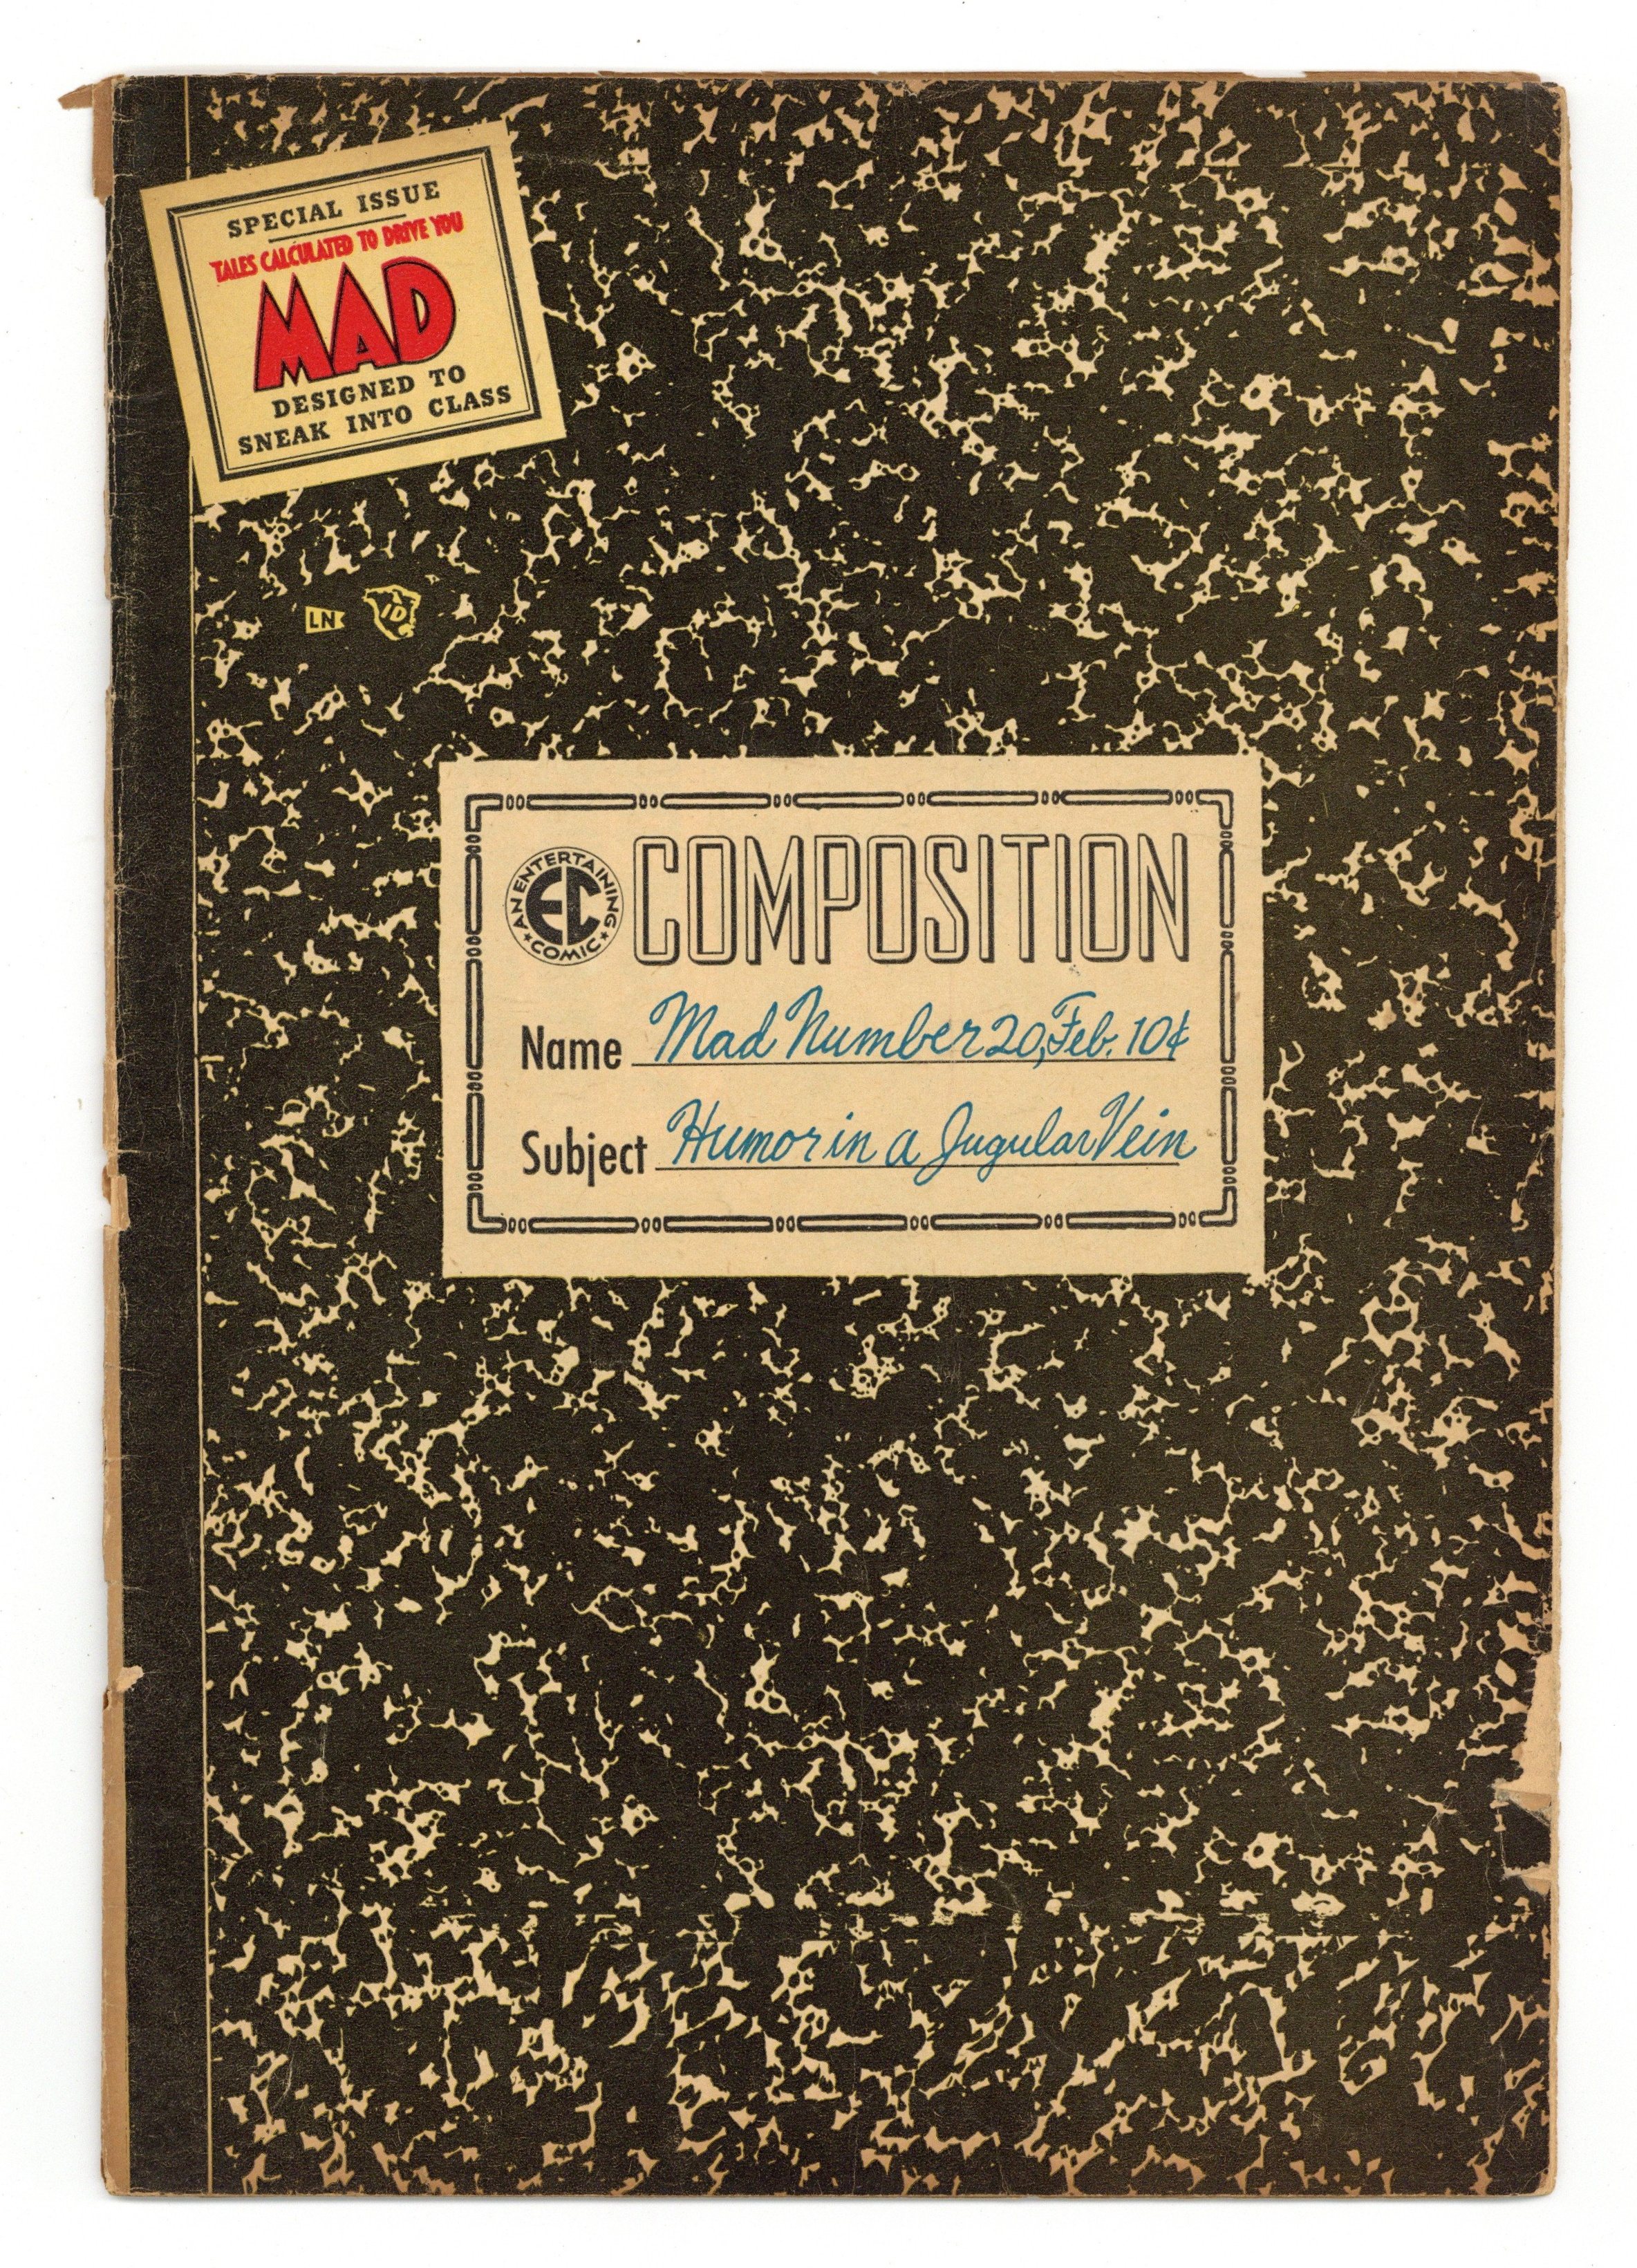 SPECIAL ISSUE
TALES CALCULATED TO DRIVE YOU
MAD
DESIGNED TO
SNEAK INTO CLASS
LN ID
AN ENTERTAINING
EC
COMIC
COMPOSITION
Name Mad Number 20, Feb. 10¢
Subject Humor in a Jugular Vein